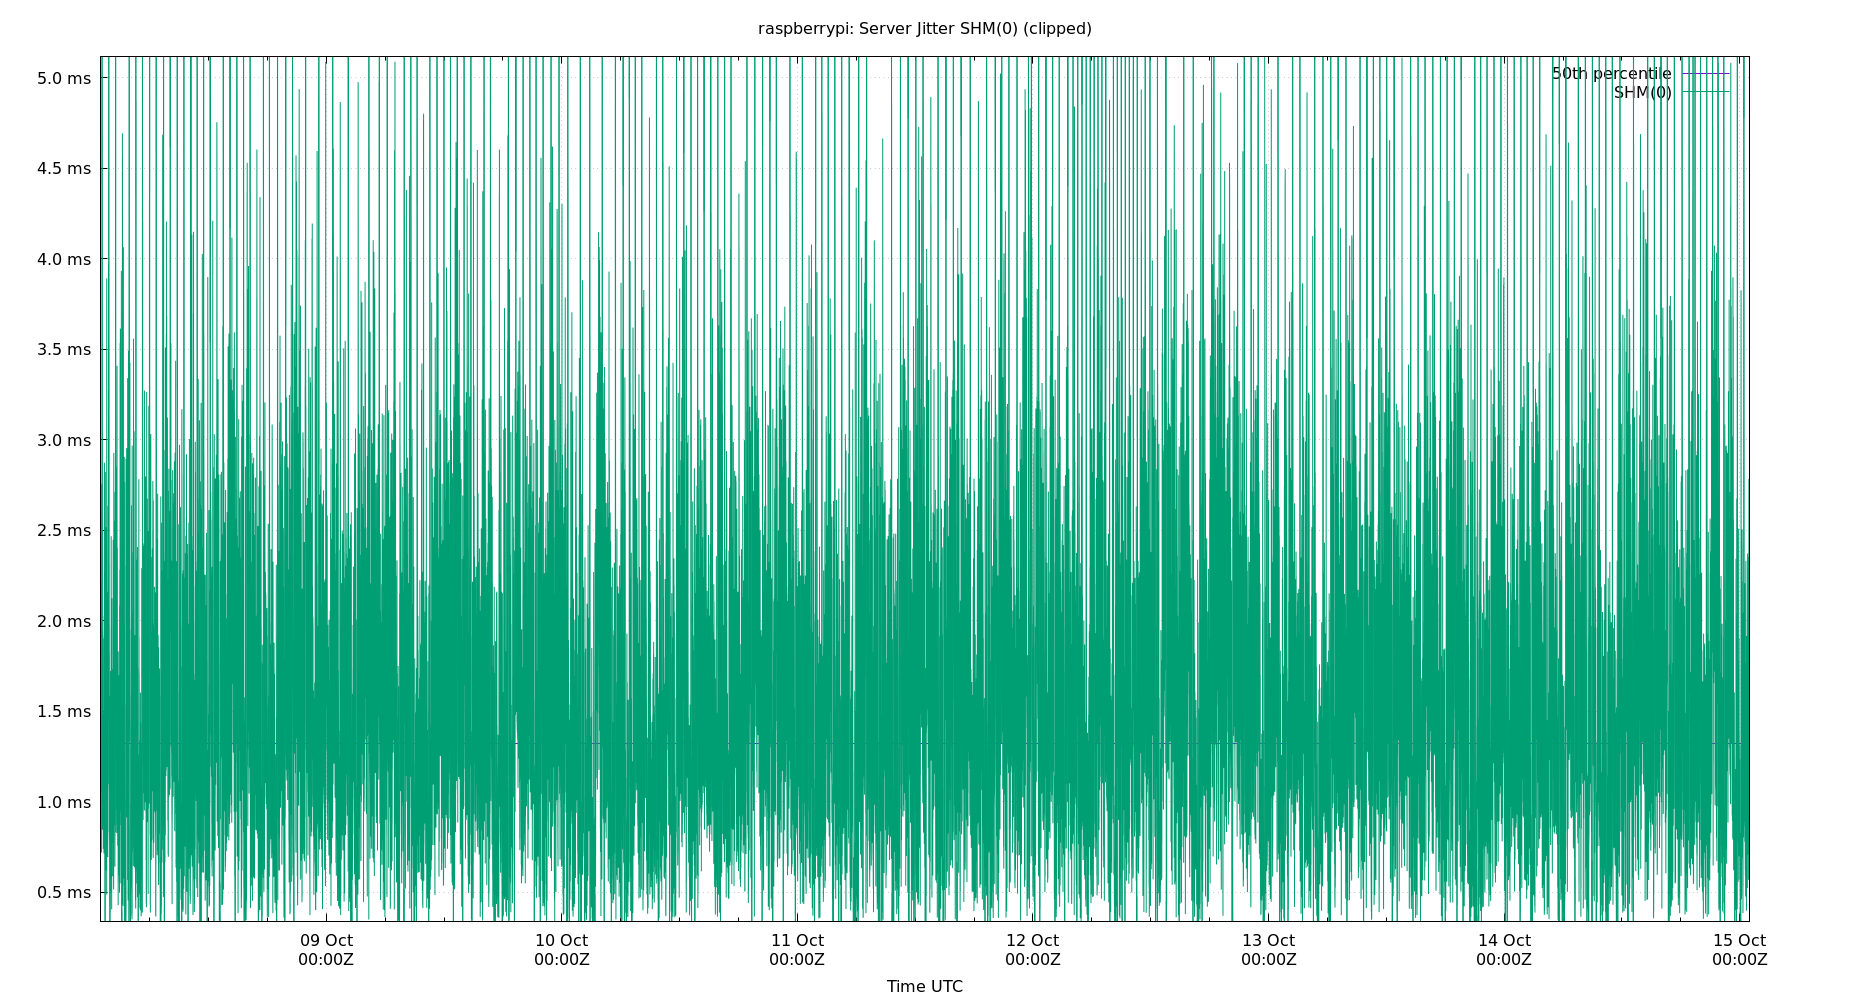 raspberrypi: Server Jitter SHM(0) (clipped)
5.0 ms
4.5 ms
4.0 ms
3.5 ms
3.0 ms
2.5 ms
2.0 ms
1.5 ms
1.0 ms
0.5 ms
50th percentile
SHM(0)
09 Oct
00:00Z
10 Oct
00:00Z
11 Oct
00:00Z
12 Oct
00:00Z
13 Oct
00:00Z
14 Oct
00:00Z
15 Oct
00:00Z
Time UTC